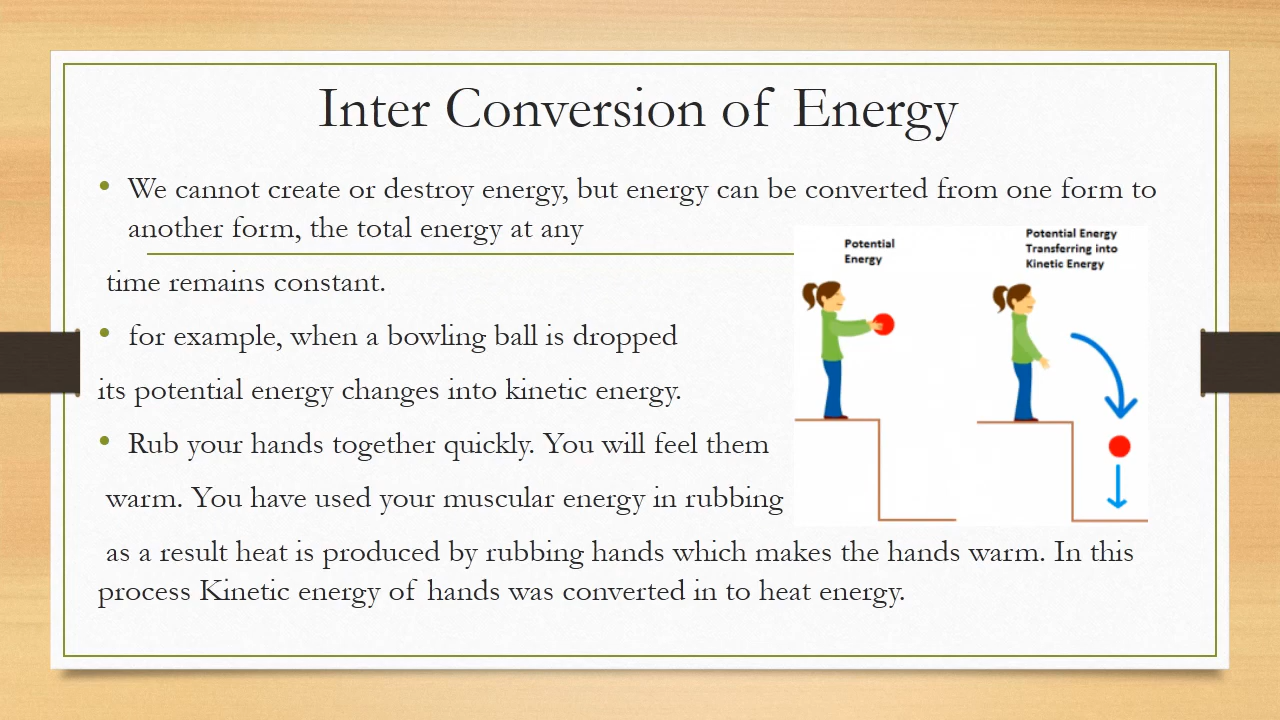 Inter Conversion of Energy
• We cannot create or destroy energy, but energy can be converted from one form to
another form, the total energy at any
time remains constant.
• for example, when a bowling ball is dropped
its potential energy changes into kinetic energy.
• Rub your hands together quickly. You will feel them
warm. You have used your muscular energy in rubbing
as a result heat is produced by rubbing hands which makes the hands warm. In this
process Kinetic energy of hands was converted in to heat energy.
Potential
Energy
Potential Energy
Transferring into
Kinetic Energy